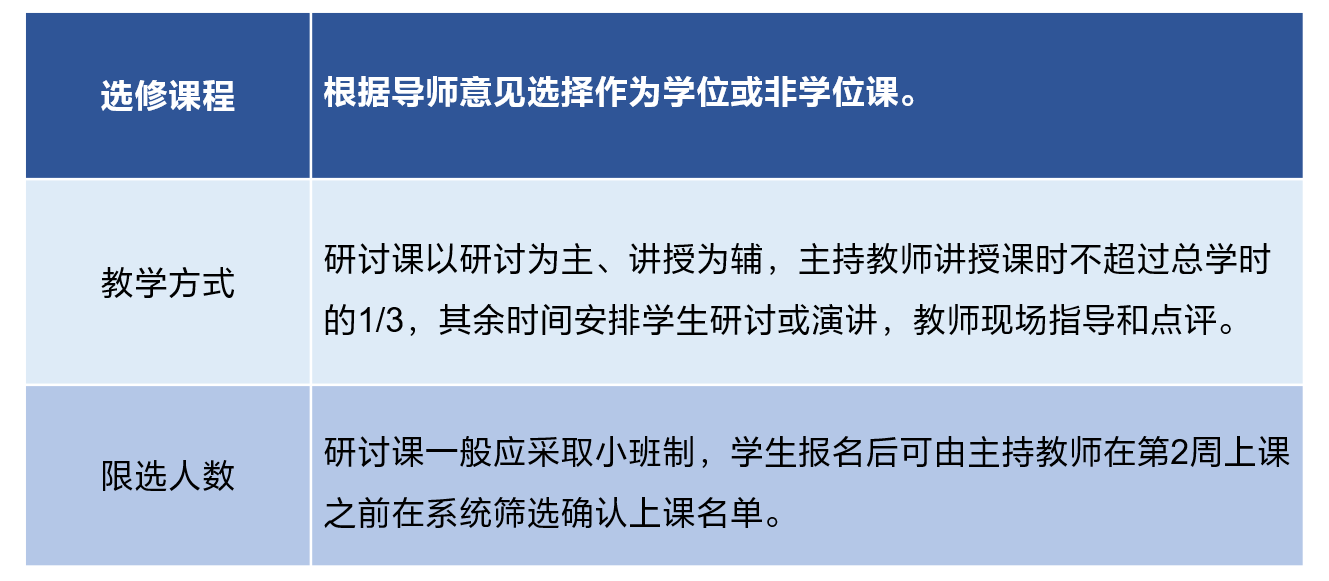 选修课程
根据导师意见选择作为学位或非学位课。
教学方式
研讨课以研讨为主、讲授为辅，主持教师讲授课时不超过总学时
的1/3，其余时间安排学生研讨或演讲，教师现场指导和点评。
限选人数
研讨课一般应采取小班制，学生报名后可由主持教师在第2周上课
之前在系统筛选确认上课名单。